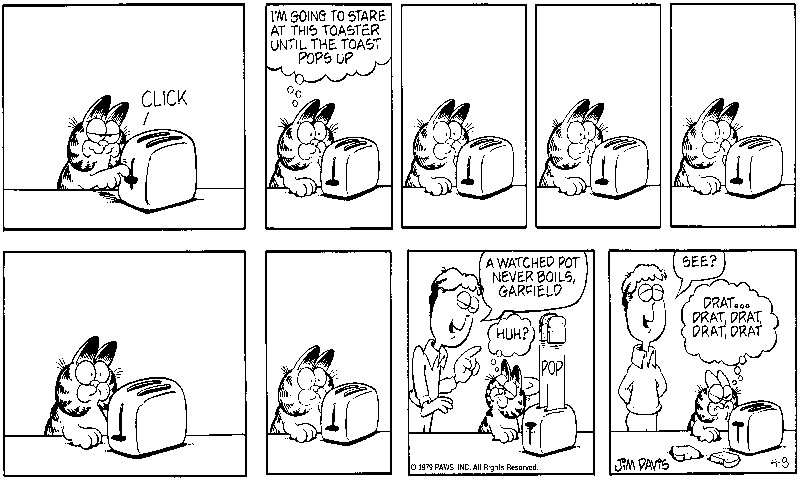 CLICK
I'M GOING TO STARE
AT THIS TOASTER
UNTIL THE TOAST
POPS UP
A WATCHED POT
NEVER BOILS,
GARFIELD
HUH?
POP
© 1979 PAWS, INC. All Rights Reserved.
SEE?
DRAT...
DRAT, DRAT,
DRAT, DRAT
JIM DAVIS
4-8